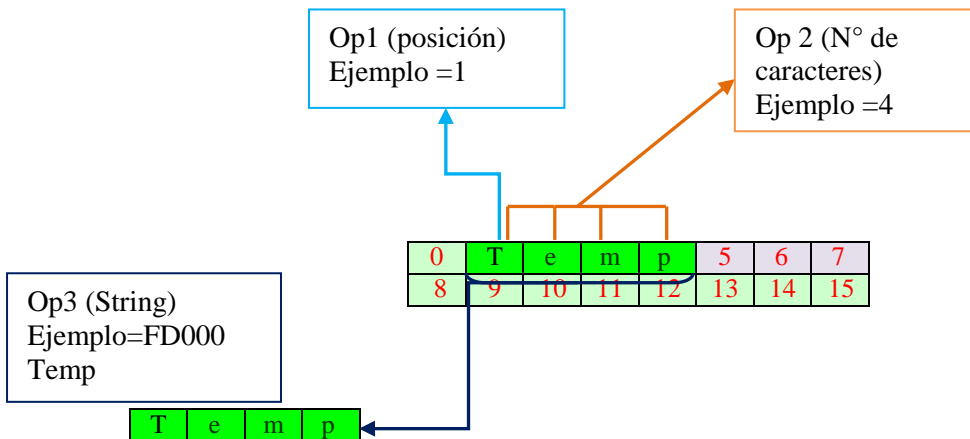 Op1 (posición)
Ejemplo =1
Op 2 (N° de
caracteres)
Ejemplo =4
0 T e m p 5 6 7
8 9 10 11 12 13 14 15
Op3 (String)
Ejemplo=FD000
Temp
T e m p